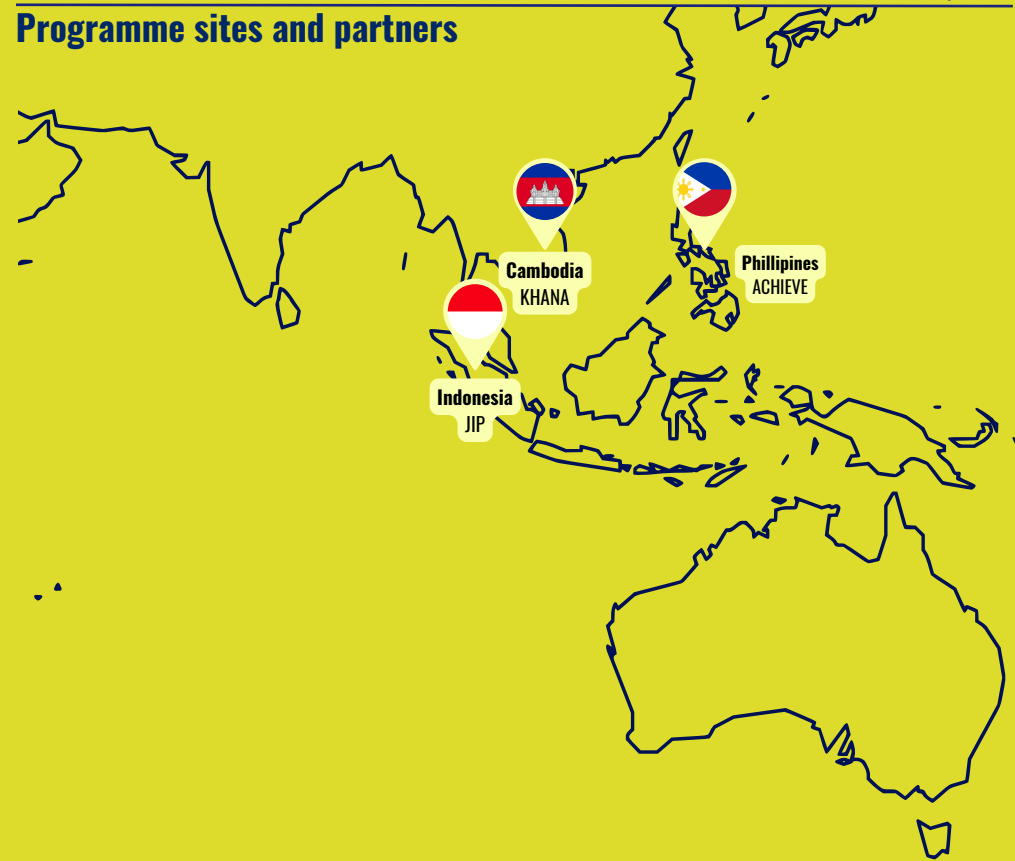 Programme sites and partners
Cambodia
KHANA
Phillipines
ACHIEVE
Indonesia
JIP